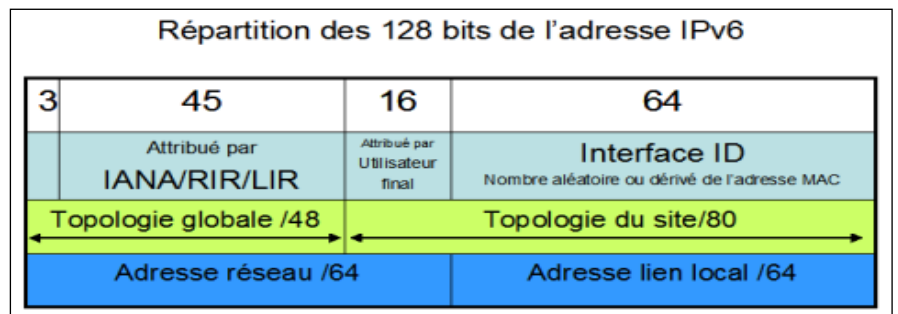 Répartition des 128 bits de l'adresse IPv6
3 45 16 64
Attribué par
IANA/RIR/LIR
Attribué par
Utilisateur
final
Interface ID
Nombre aléatoire ou dérivé de l'adresse MAC
Topologie globale /48
Topologie du site/80
Adresse réseau /64
Adresse lien local /64